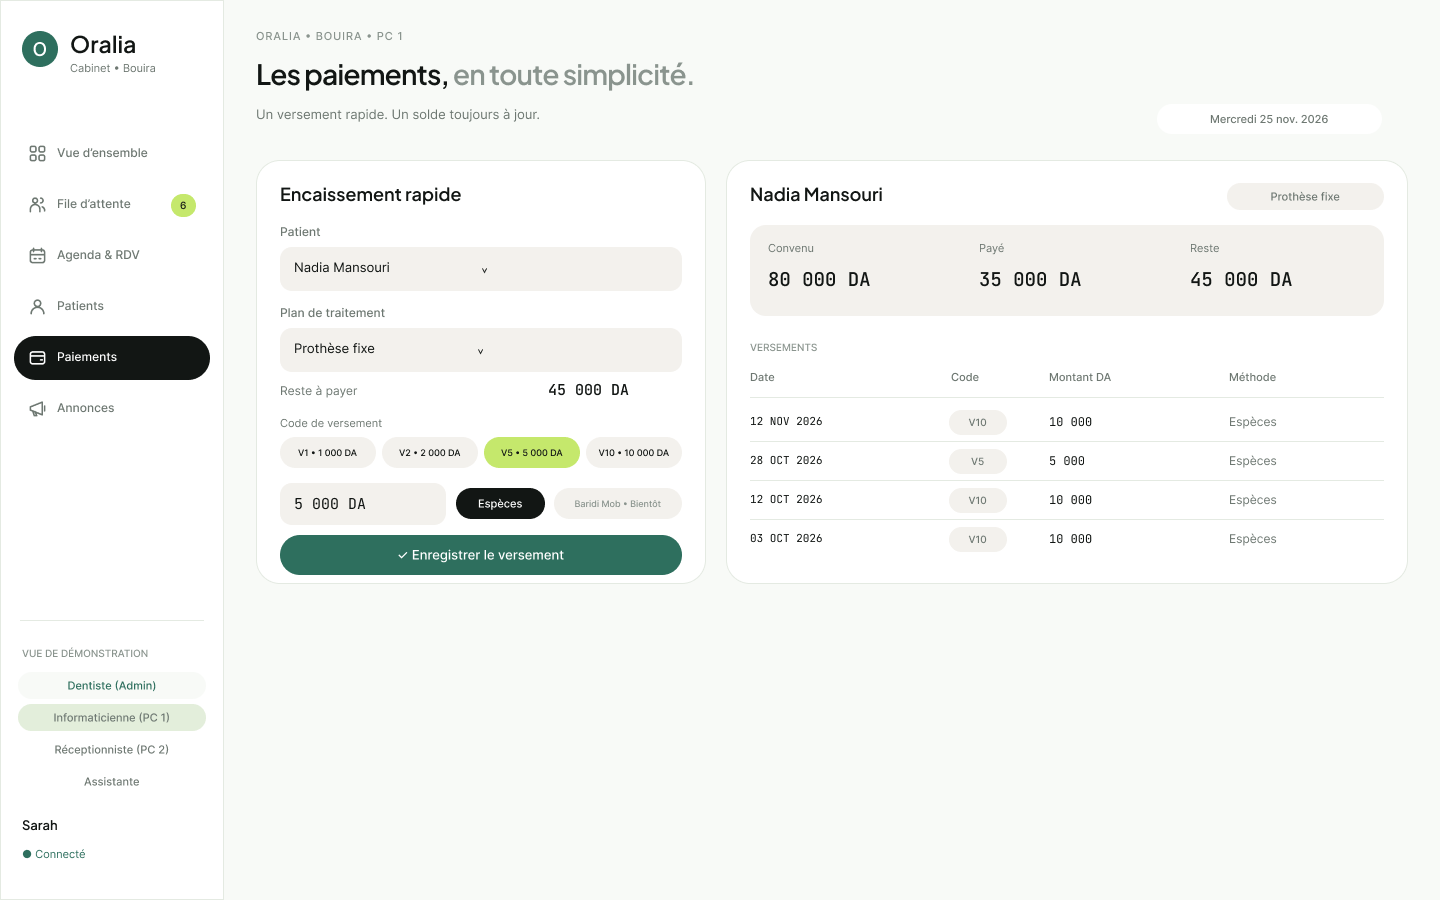 O
Oralia
Cabinet • Bouira
Vue d’ensemble
File d’attente
6
Agenda & RDV
Patients
Paiements
Annonces
VUE DE DÉMONSTRATION
Dentiste (Admin)
Informaticienne (PC 1)
Réceptionniste (PC 2)
Assistante
Sarah
Connecté
ORALIA • BOUIRA • PC 1
Les paiements, en toute simplicité.
Un versement rapide. Un solde toujours à jour.
Mercredi 25 nov. 2026
Encaissement rapide
Patient
Nadia Mansouri
Plan de traitement
Prothèse fixe
Reste à payer 45 000 DA
Code de versement
V1 • 1 000 DA V2 • 2 000 DA V5 • 5 000 DA V10 • 10 000 DA
5 000 DA Espèces Baridi Mob • Bientôt
✓ Enregistrer le versement
Nadia Mansouri Prothèse fixe
Convenu Payé Reste
80 000 DA 35 000 DA 45 000 DA
VERSEMENTS
Date Code Montant DA Méthode
12 NOV 2026 V10 10 000 Espèces
28 OCT 2026 V5 5 000 Espèces
12 OCT 2026 V10 10 000 Espèces
03 OCT 2026 V10 10 000 Espèces